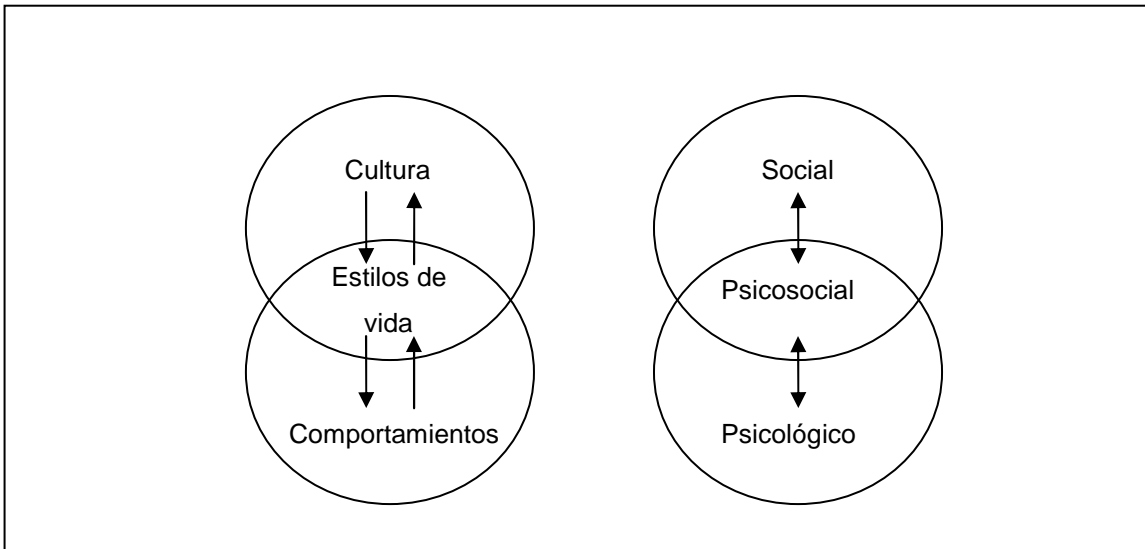 Cultura
Estilos de
vida
Comportamientos
Social
Psicosocial
Psicológico